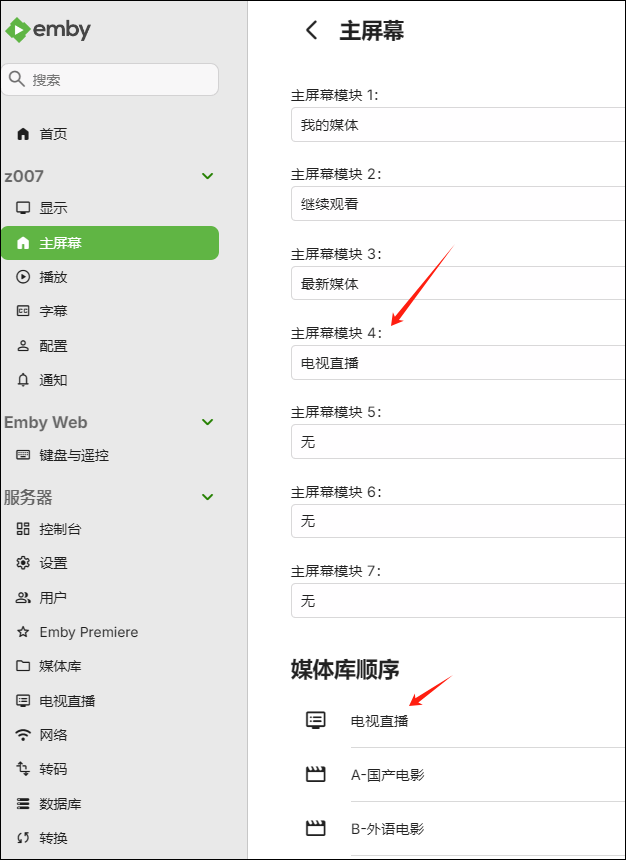 emby
搜索
首页
z007
显示
主屏幕
播放
CC 字幕
配置
通知
Emby Web
键盘与遥控
服务器
控制台
设置
用户
Emby Premiere
媒体库
电视直播
网络
转码
数据库
转换
主屏幕
主屏幕模块 1:
我的媒体
主屏幕模块 2:
继续观看
主屏幕模块 3:
最新媒体
主屏幕模块 4:
电视直播
主屏幕模块 5:
无
主屏幕模块 6:
无
主屏幕模块 7:
无
媒体库顺序
电视直播
A-国产电影
B-外语电影